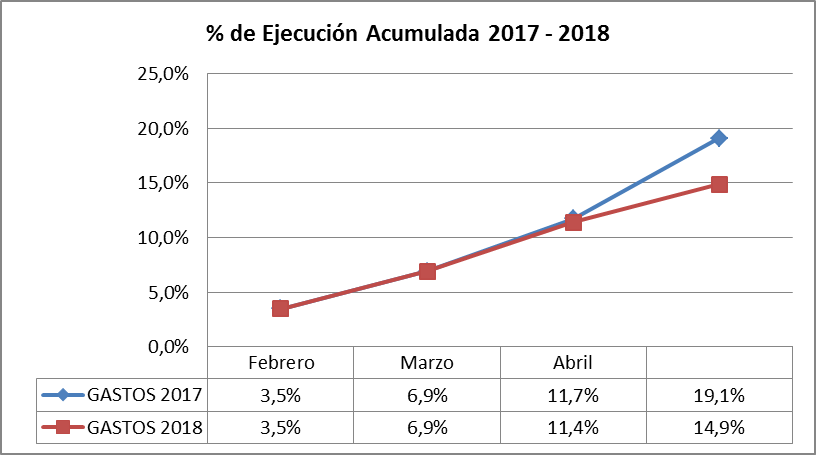 % de Ejecución Acumulada 2017 - 2018
25,0%
20,0%
15,0%
10,0%
5,0%
0,0%
Febrero Marzo Abril
GASTOS 2017 3,5% 6,9% 11,7% 19,1%
GASTOS 2018 3,5% 6,9% 11,4% 14,9%